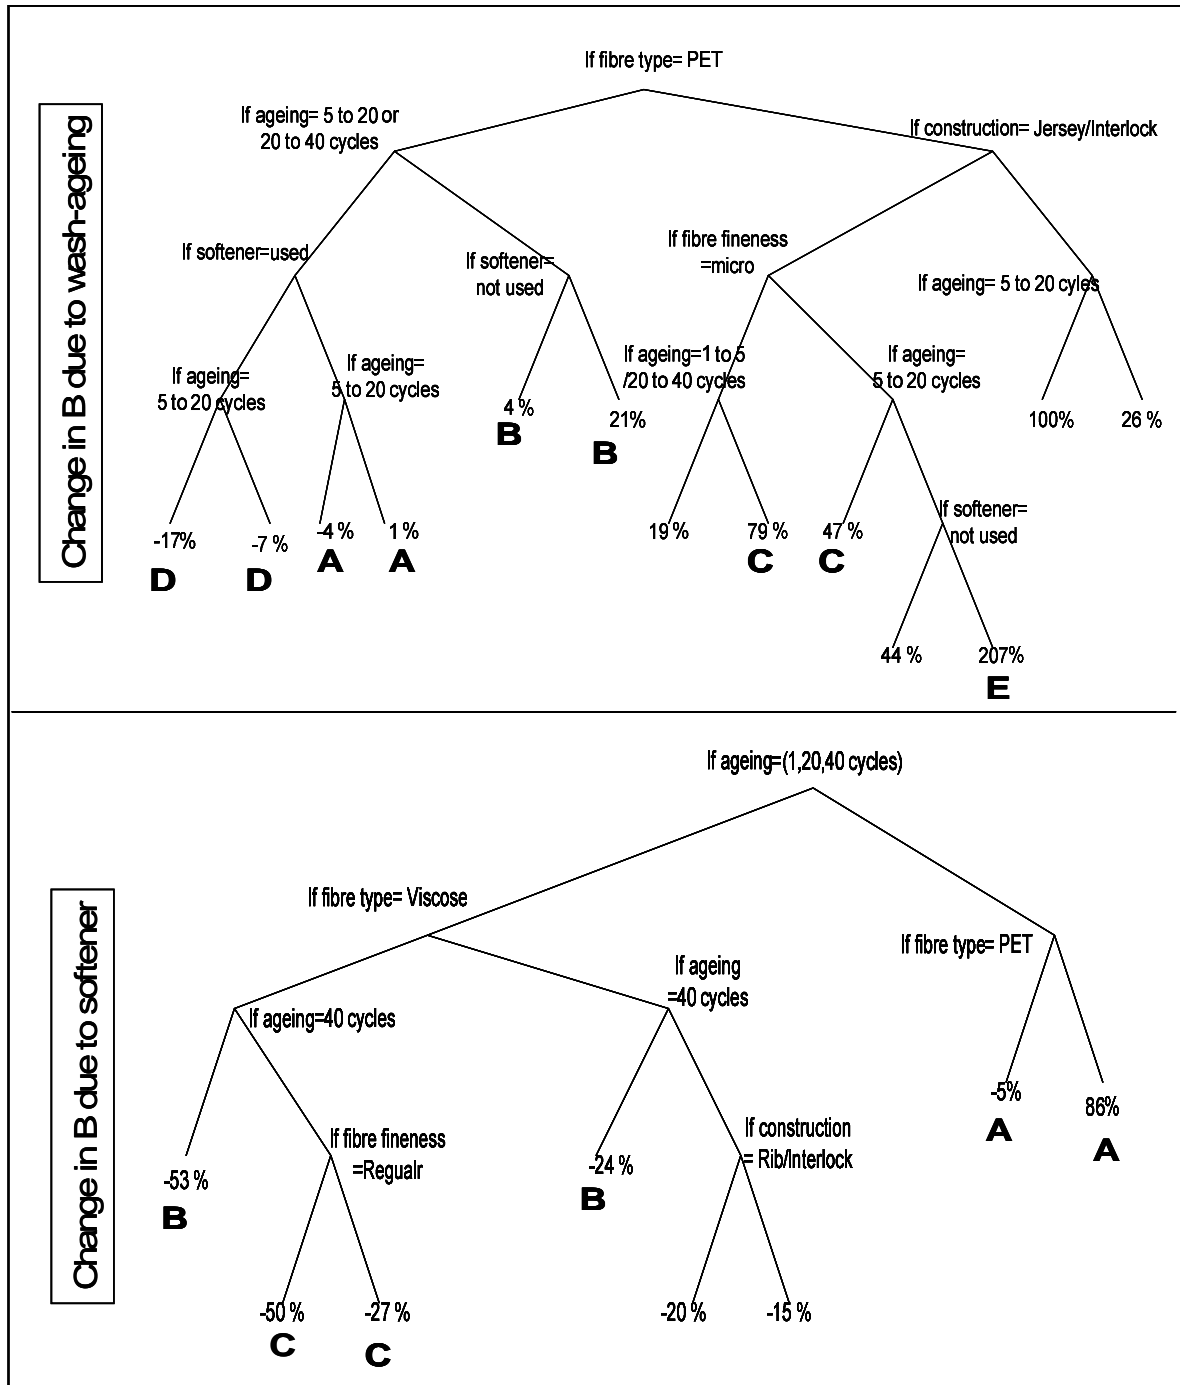 If fibre type= PET
If ageing= 5 to 20 or
20 to 40 cycles
If construction= Jersey/Interlock
Change in B due to wash-ageing
If softener=used
If softener=
not used
If fibre fineness
=micro
If ageing= 5 to 20 cyles
If ageing=
5 to 20 cycles
If ageing=
5 to 20 cycles
If ageing=1 to 5
/20 to 40 cycles
If ageing=
5 to 20 cycles
4 %
B
21%
B
100%
26 %
-17%
D
-7 %
D
-4 %
A
1 %
A
19 %
79 %
C
47 %
C
If softener=
not used
44 %
207%
E
If ageing=(1,20,40 cycles)
Change in B due to softener
If fibre type= Viscose
If fibre type= PET
If ageing=40 cycles
If ageing
=40 cycles
-5%
A
86%
A
-53 %
B
If fibre fineness
=Regualr
-24 %
B
If construction
= Rib/Interlock
-50 %
C
-27 %
C
-20 %
-15 %